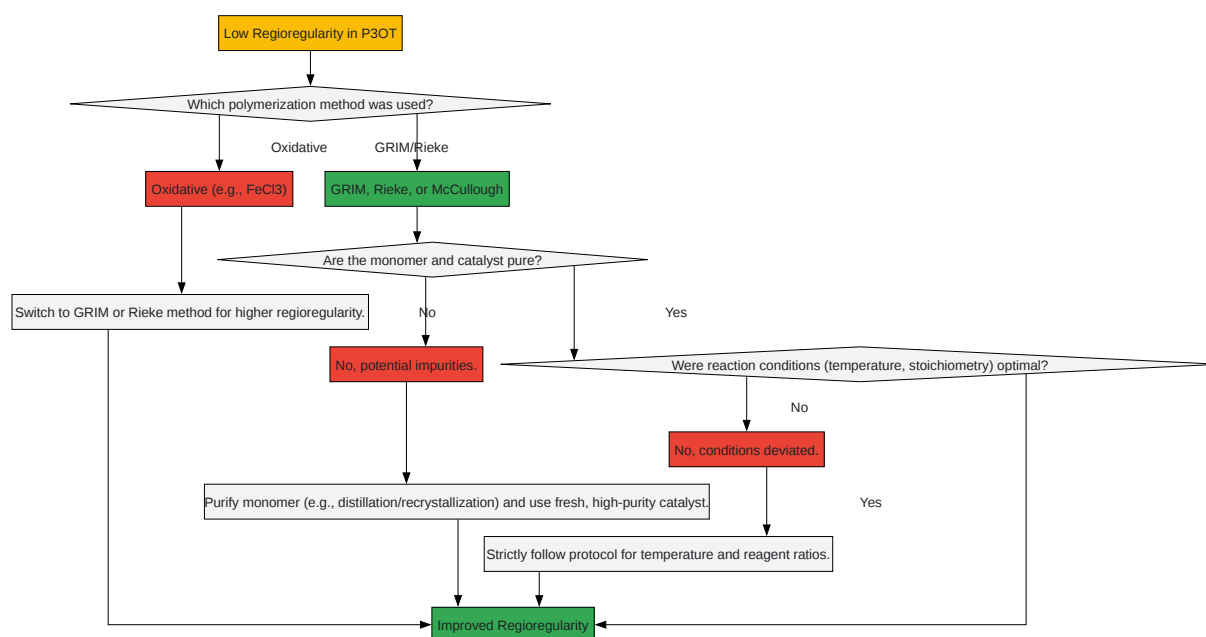 Low Regioregularity in P3OT
Which polymerization method was used?
Oxidative
GRIM/Rieke
Oxidative (e.g., FeCl3)
GRIM, Rieke, or McCullough
Are the monomer and catalyst pure?
Switch to GRIM or Rieke method for higher regioregularity.
No
Yes
No, potential impurities.
Were reaction conditions (temperature, stoichiometry) optimal?
No
No, conditions deviated.
Purify monomer (e.g., distillation/recrystallization) and use fresh, high-purity catalyst.
Yes
Strictly follow protocol for temperature and reagent ratios.
Improved Regioregularity